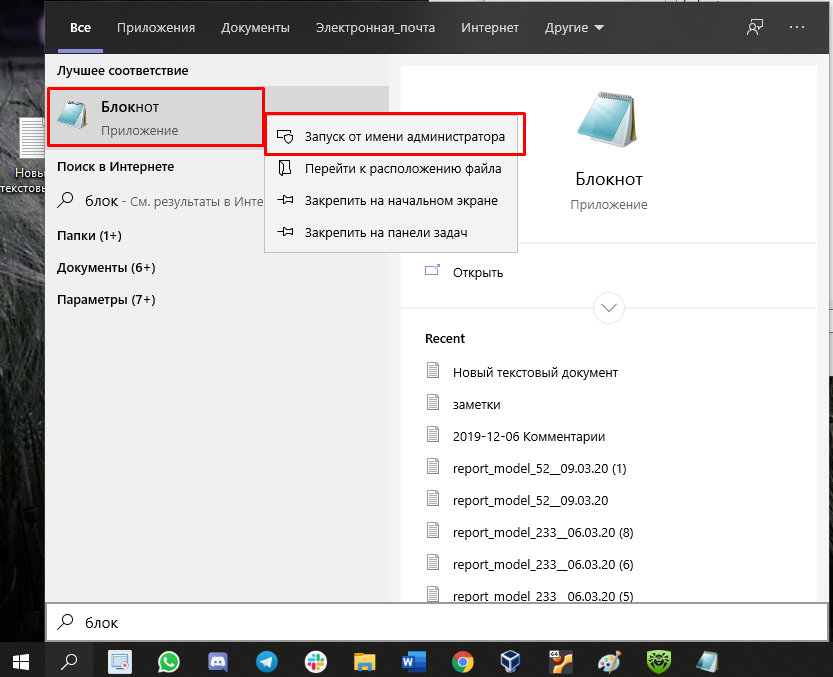 Все Приложения Документы Электронная_почта Интернет Другие
Лучшее соответствие
Блокнот
Приложение
Запуск от имени администратора
Перейти к расположению файла
Закрепить на начальном экране
Закрепить на панели задач
Поиск в Интернете
блок - См. результаты в Инте
Папки (1+)
Документы (6+)
Параметры (7+)
Блокнот
Приложение
Открыть
Recent
Новый текстовый документ
заметки
2019-12-06 Комментарии
report_model_52__09.03.20 (1)
report_model_52__09.03.20
report_model_233__06.03.20 (8)
report_model_233__06.03.20 (6)
report_model_233__06.03.20 (5)
Новы
текстовы
блок
64
W